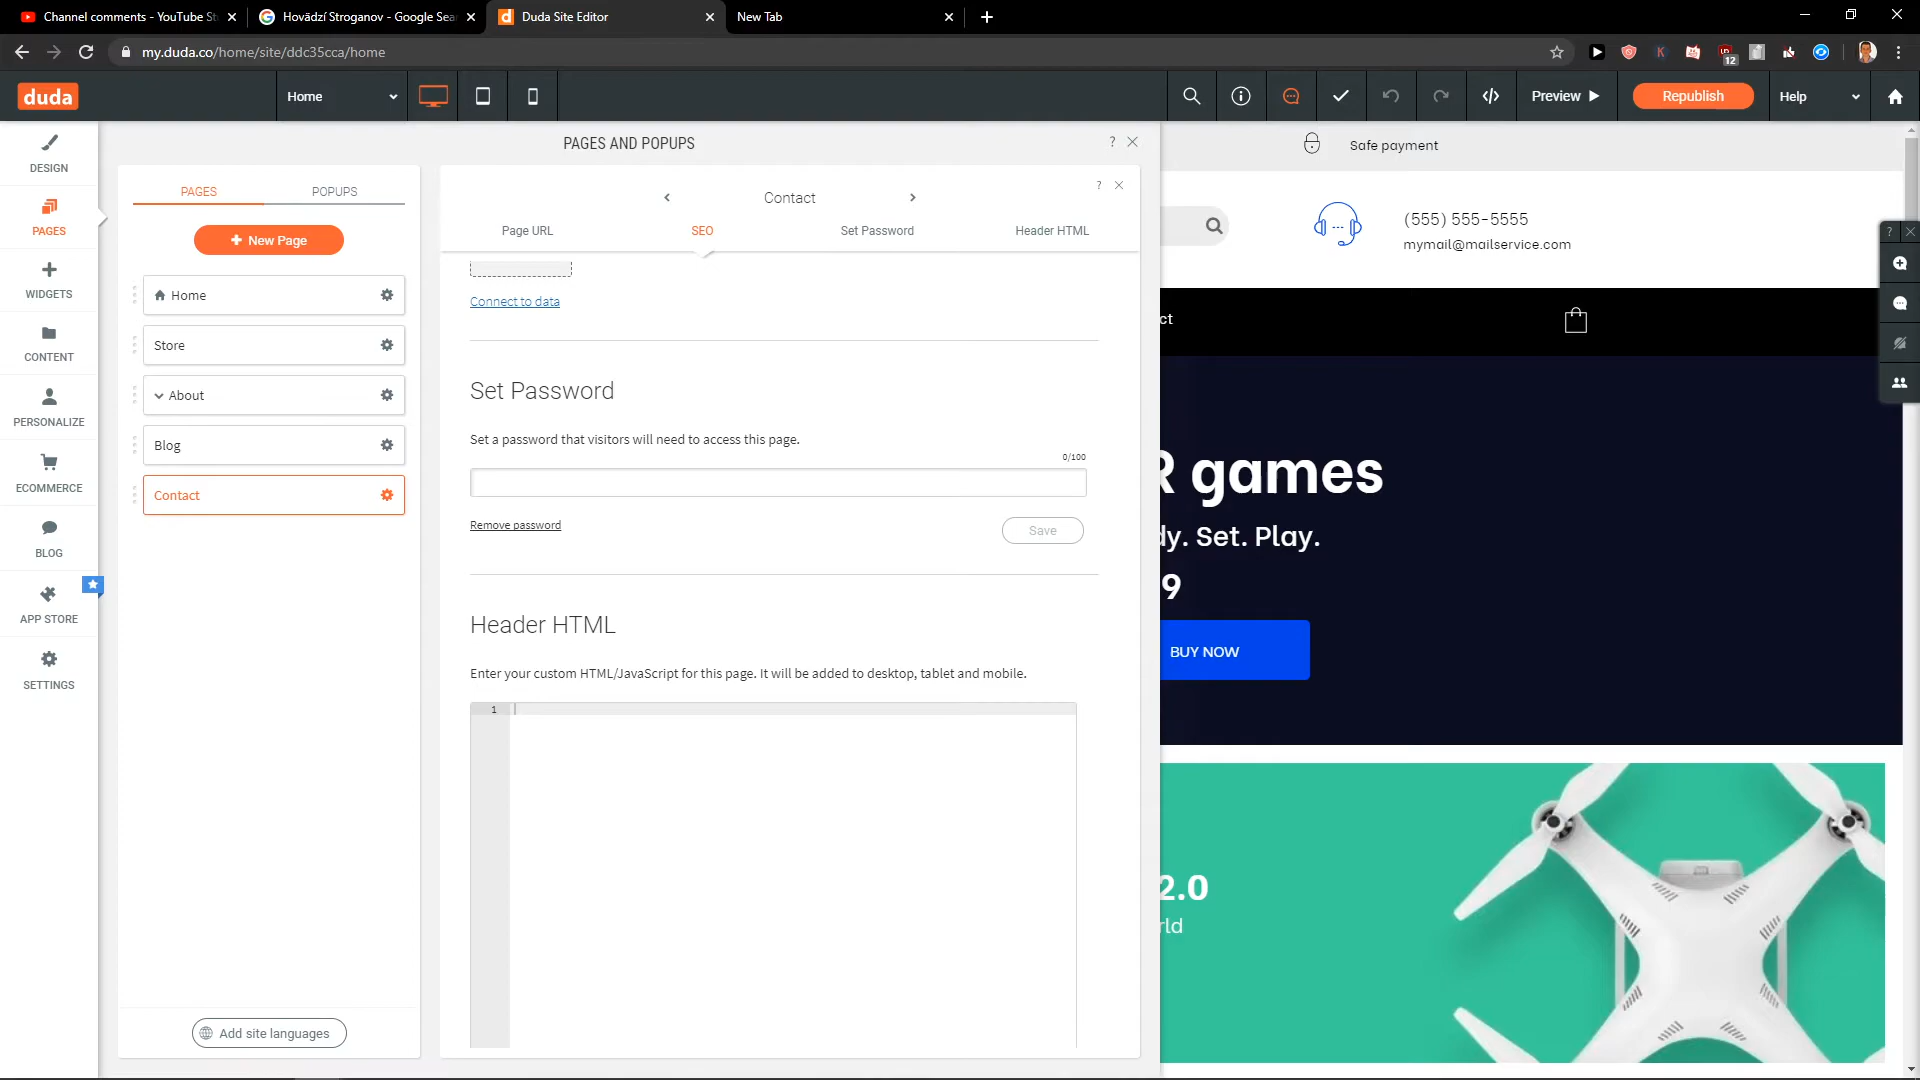 Channel comments - YouTube St
Hovädzí Stroganov - Google Sea
Duda Site Editor
New Tab
my.duda.co/home/site/ddc35cca/home
12
duda
Home
Preview
Republish
Help
DESIGN
PAGES
WIDGETS
CONTENT
PERSONALIZE
ECOMMERCE
BLOG
APP STORE
SETTINGS
PAGES AND POPUPS
?
PAGES
POPUPS
+ New Page
Home
Store
About
Blog
Contact
Add site languages
Contact
?
Page URL
SEO
Set Password
Header HTML
Connect to data
Set Password
Set a password that visitors will need to access this page.
0/100
Remove password
Save
Header HTML
Enter your custom HTML/JavaScript for this page. It will be added to desktop, tablet and mobile.
1
Safe payment
(555) 555-5555
mymail@mailservice.com
?
ct
R games
dy. Set. Play.
9
BUY NOW
2.0
rld